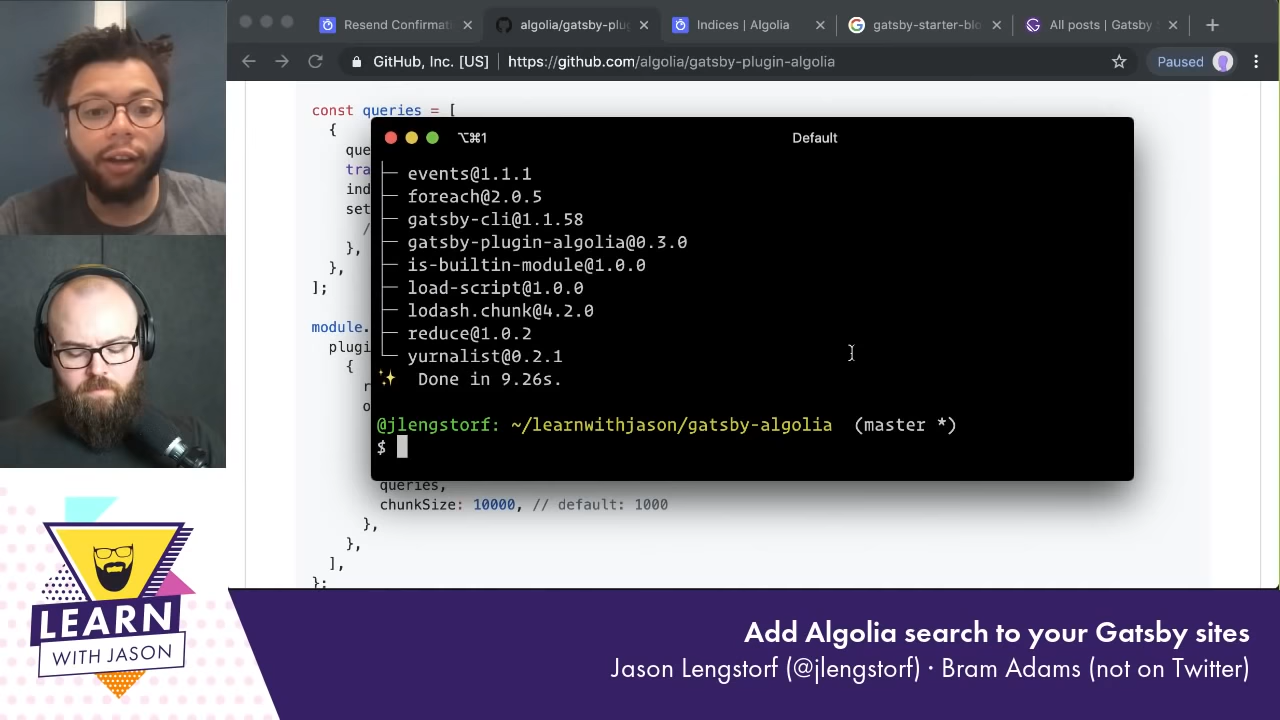 Resend Confirmat
algolia/gatsby-plug
Indices | Algolia
gatsby-starter-blo
All posts | Gatsby S
GitHub, Inc. [US]
https://github.com/algolia/gatsby-plugin-algolia
Paused
const queries = [
{
que
tra
ind
set
/
},
},
];
module.
plugi
{
r
o
⌥⌘1
Default
├─ events@1.1.1
├─ foreach@2.0.5
├─ gatsby-cli@1.1.58
├─ gatsby-plugin-algolia@0.3.0
├─ is-builtin-module@1.0.0
├─ load-script@1.0.0
├─ lodash.chunk@4.2.0
├─ reduce@1.0.2
└─ yurnalist@0.2.1
✨ Done in 9.26s.
@jlengstorf: ~/learnwithjason/gatsby-algolia (master *)
$
queries,
chunkSize: 10000, // default: 1000
},
},
],
};
LEARN
WITH JASON
Add Algolia search to your Gatsby sites
Jason Lengstorf (@jlengstorf) · Bram Adams (not on Twitter)